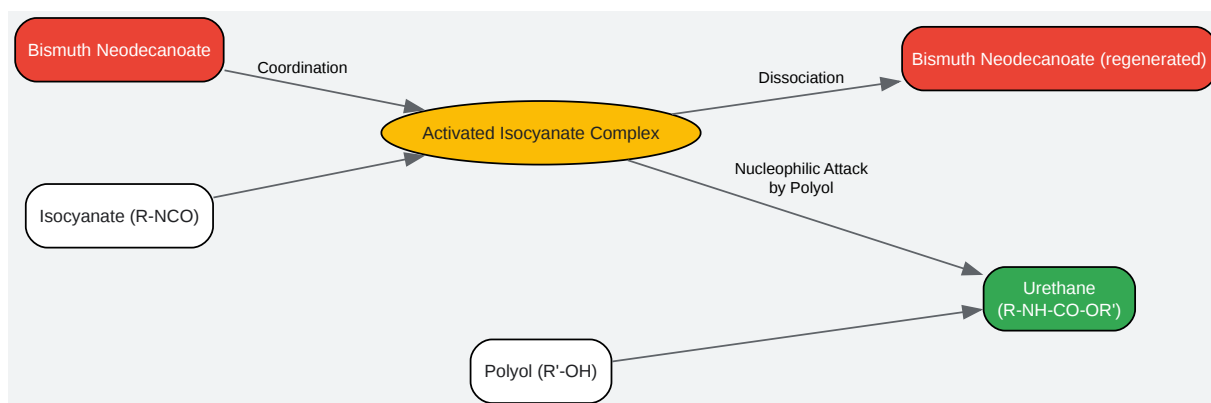 Bismuth Neodecanoate
Coordination
Bismuth Neodecanoate (regenerated)
Dissociation
Activated Isocyanate Complex
Nucleophilic Attack
by Polyol
Isocyanate (R-NCO)
Urethane
(R-NH-CO-OR')
Polyol (R'-OH)